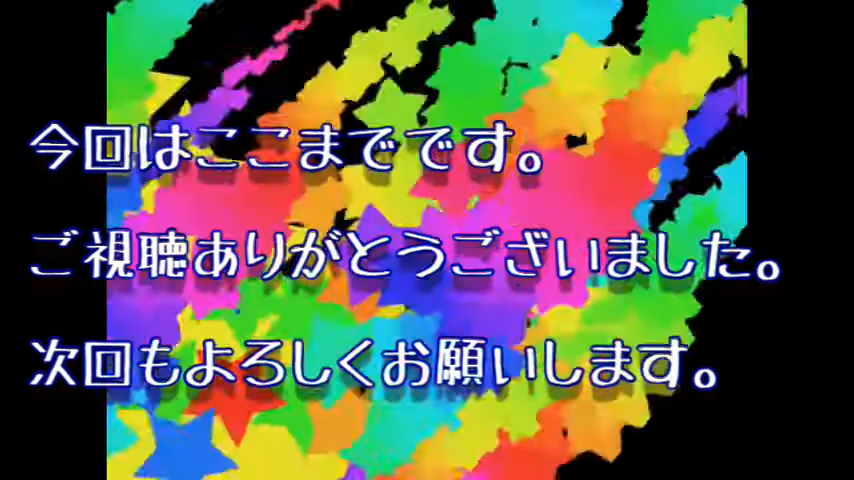 今回はここまでです。
ご視聴ありがとうございました。
次回もよろしくお願いします。